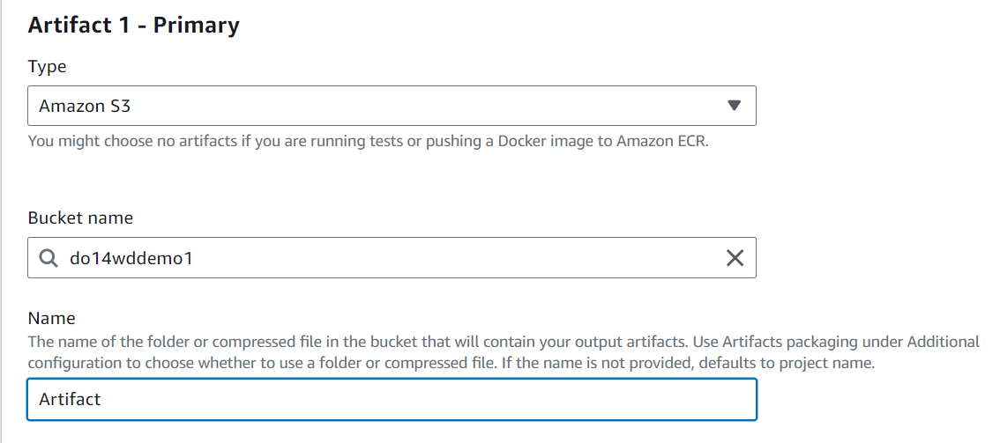 Artifact 1 - Primary
Type
Amazon S3
You might choose no artifacts if you are running tests or pushing a Docker image to Amazon ECR.
Bucket name
do14wddemo1
Name
The name of the folder or compressed file in the bucket that will contain your output artifacts. Use Artifacts packaging under Additional
configuration to choose whether to use a folder or compressed file. If the name is not provided, defaults to project name.
Artifact